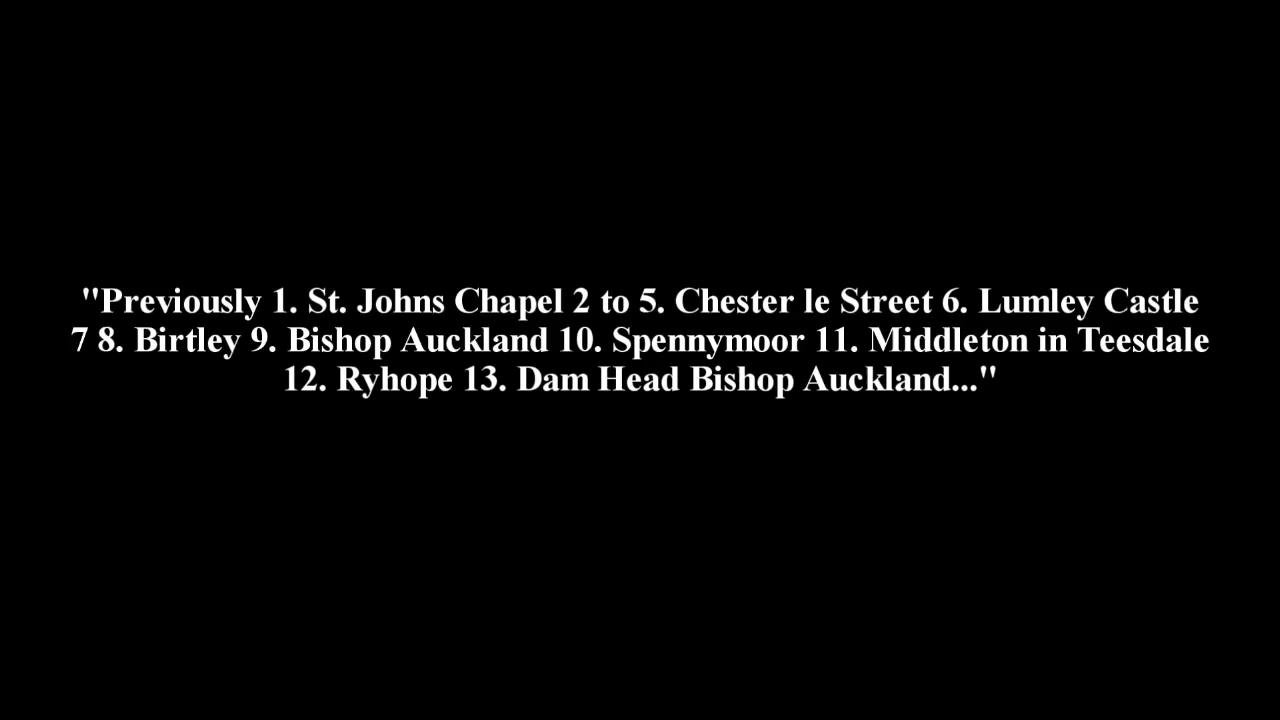 "Previously 1. St. Johns Chapel 2 to 5. Chester le Street 6. Lumley Castle
7 8. Birtley 9. Bishop Auckland 10. Spennymoor 11. Middleton in Teesdale
12. Ryhope 13. Dam Head Bishop Auckland..."